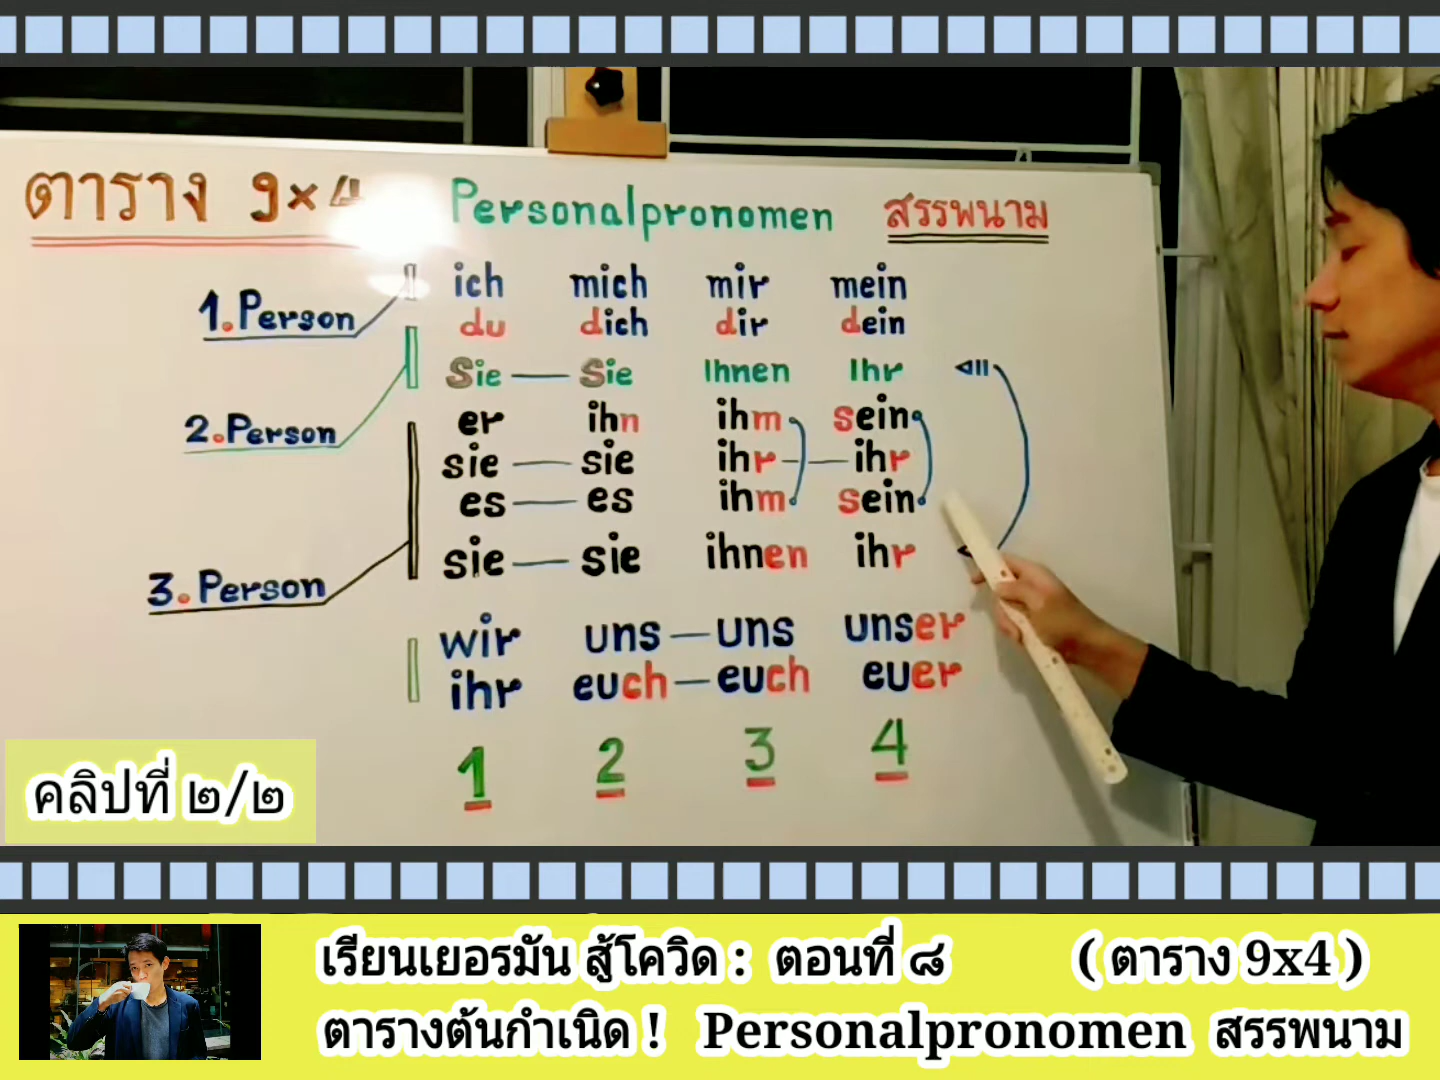 ตาราง 9×4 Personalpronomen สรรพนาม
1.Person
2.Person
3.Person
ich mich mir mein
du dich dir dein
Sie — Sie Ihnen Ihr
er ihn ihm sein
sie — sie ihr — ihr
es — es ihm sein
sie — sie ihnen ihr
wir uns — uns unser
ihr euch — euch euer
1 2 3 4
คลิปที่ ๒/๒
เรียนเยอรมัน สู้โควิด : ตอนที่ ๘ ( ตาราง 9x4 )
ตารางต้นกำเนิด ! Personalpronomen สรรพนาม